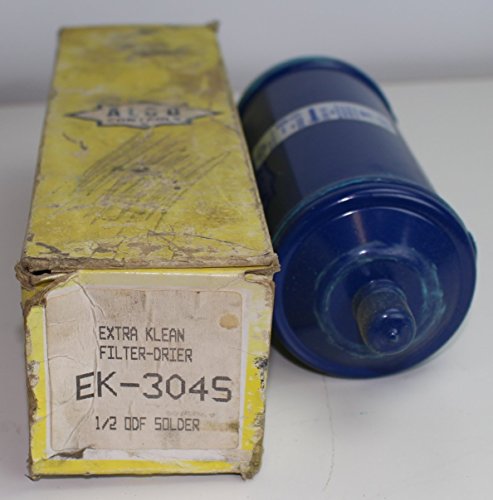 ALCO
CONTROLS
EXTRA KLEAN
FILTER-DRIER
EK-304S
1/2 ODF SOLDER